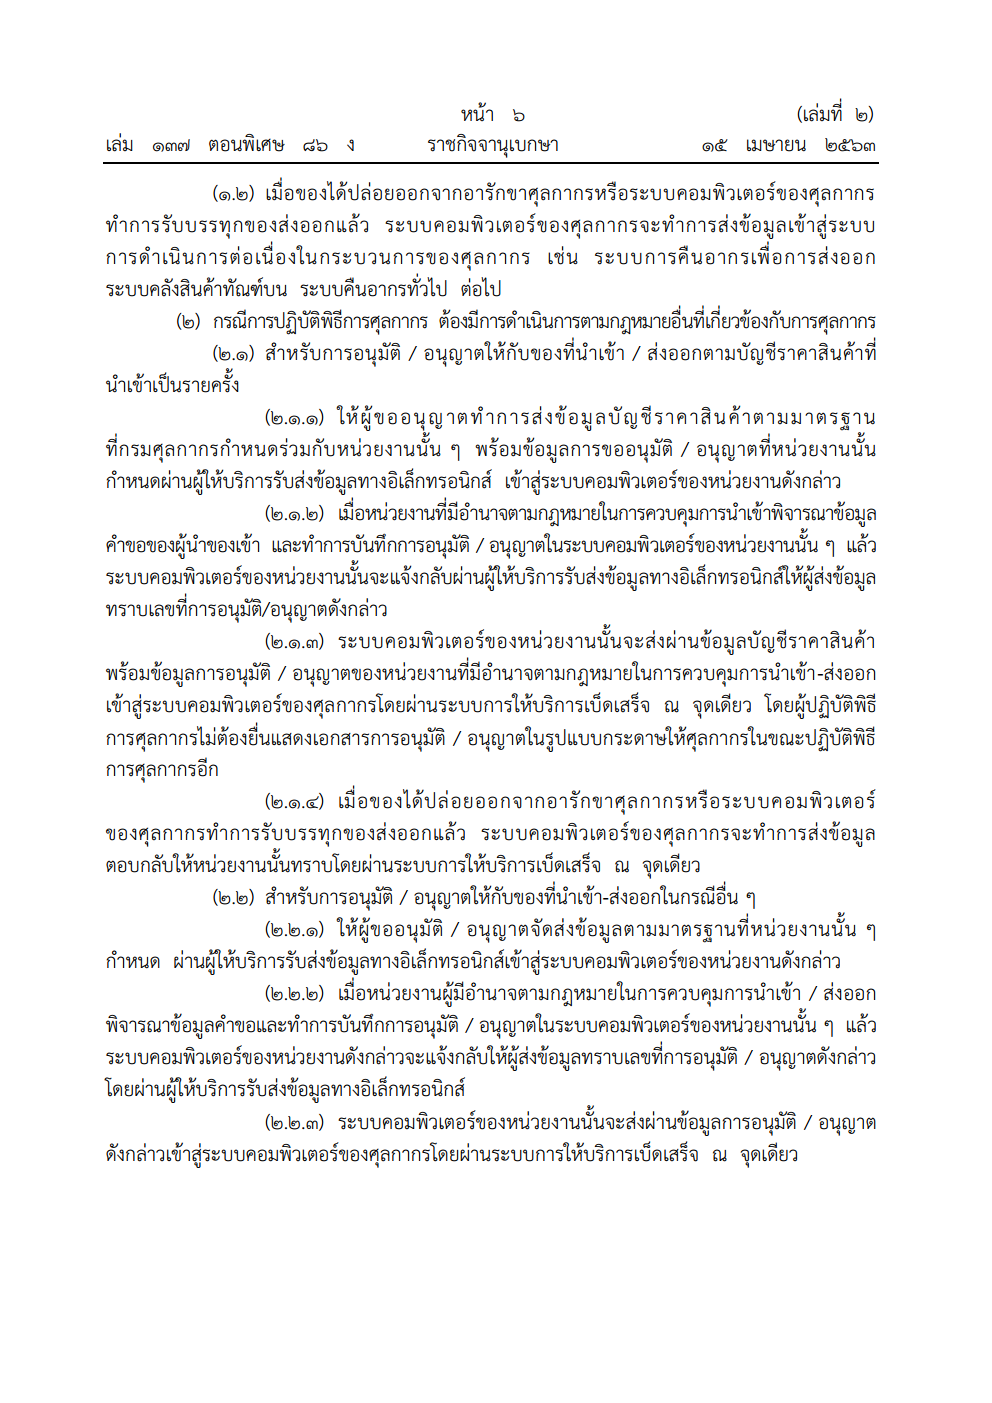 หน้า ๖ (เล่มที่ ๒)
เล่ม ๑๓๗ ตอนพิเศษ ๘๖ ง ราชกิจจานุเบกษา ๑๕ เมษายน ๒๕๖๓
(๑.๒) เมื่อของได้ปล่อยออกจากอารักขาศุลกากรหรือระบบคอมพิวเตอร์ของศุลกากร
ทำการรับบรรทุกของส่งออกแล้ว ระบบคอมพิวเตอร์ของศุลกากรจะทำการส่งข้อมูลเข้าสู่ระบบ
การดำเนินการต่อเนื่องในกระบวนการของศุลกากร เช่น ระบบการคืนอากรเพื่อการส่งออก
ระบบคลังสินค้าทัณฑ์บน ระบบคืนอากรทั่วไป ต่อไป
(๒) กรณีการปฏิบัติพิธีการศุลกากร ต้องมีการดำเนินการตามกฎหมายอื่นที่เกี่ยวข้องกับการศุลกากร
(๒.๑) สำหรับการอนุมัติ / อนุญาตให้กับของที่นำเข้า / ส่งออกตามบัญชีราคาสินค้าที่
นำเข้าเป็นรายครั้ง
(๒.๑.๑) ให้ผู้ขออนุญาตทำการส่งข้อมูลบัญชีราคาสินค้าตามมาตรฐาน
ที่กรมศุลกากรกำหนดร่วมกับหน่วยงานนั้น ๆ พร้อมข้อมูลการขออนุมัติ / อนุญาตที่หน่วยงานนั้น
กำหนดผ่านผู้ให้บริการรับส่งข้อมูลทางอิเล็กทรอนิกส์ เข้าสู่ระบบคอมพิวเตอร์ของหน่วยงานดังกล่าว
(๒.๑.๒) เมื่อหน่วยงานที่มีอำนาจตามกฎหมายในการควบคุมการนำเข้าพิจารณาข้อมูล
คำขอของผู้นำของเข้า และทำการบันทึกการอนุมัติ / อนุญาตในระบบคอมพิวเตอร์ของหน่วยงานนั้น ๆ แล้ว
ระบบคอมพิวเตอร์ของหน่วยงานนั้นจะแจ้งกลับผ่านผู้ให้บริการรับส่งข้อมูลทางอิเล็กทรอนิกส์ให้ผู้ส่งข้อมูล
ทราบเลขที่การอนุมัติ/อนุญาตดังกล่าว
(๒.๑.๓) ระบบคอมพิวเตอร์ของหน่วยงานนั้นจะส่งผ่านข้อมูลบัญชีราคาสินค้า
พร้อมข้อมูลการอนุมัติ / อนุญาตของหน่วยงานที่มีอำนาจตามกฎหมายในการควบคุมการนำเข้า-ส่งออก
เข้าสู่ระบบคอมพิวเตอร์ของศุลกากรโดยผ่านระบบการให้บริการเบ็ดเสร็จ ณ จุดเดียว โดยผู้ปฏิบัติพิธี
การศุลกากรไม่ต้องยื่นแสดงเอกสารการอนุมัติ / อนุญาตในรูปแบบกระดาษให้ศุลกากรในขณะปฏิบัติพิธี
การศุลกากรอีก
(๒.๑.๔) เมื่อของได้ปล่อยออกจากอารักขาศุลกากรหรือระบบคอมพิวเตอร์
ของศุลกากรทำการรับบรรทุกของส่งออกแล้ว ระบบคอมพิวเตอร์ของศุลกากรจะทำการส่งข้อมูล
ตอบกลับให้หน่วยงานนั้นทราบโดยผ่านระบบการให้บริการเบ็ดเสร็จ ณ จุดเดียว
(๒.๒) สำหรับการอนุมัติ / อนุญาตให้กับของที่นำเข้า-ส่งออกในกรณีอื่น ๆ
(๒.๒.๑) ให้ผู้ขออนุมัติ / อนุญาตจัดส่งข้อมูลตามมาตรฐานที่หน่วยงานนั้น ๆ
กำหนด ผ่านผู้ให้บริการรับส่งข้อมูลทางอิเล็กทรอนิกส์เข้าสู่ระบบคอมพิวเตอร์ของหน่วยงานดังกล่าว
(๒.๒.๒) เมื่อหน่วยงานผู้มีอำนาจตามกฎหมายในการควบคุมการนำเข้า / ส่งออก
พิจารณาข้อมูลคำขอและทำการบันทึกการอนุมัติ / อนุญาตในระบบคอมพิวเตอร์ของหน่วยงานนั้น ๆ แล้ว
ระบบคอมพิวเตอร์ของหน่วยงานดังกล่าวจะแจ้งกลับให้ผู้ส่งข้อมูลทราบเลขที่การอนุมัติ / อนุญาตดังกล่าว
โดยผ่านผู้ให้บริการรับส่งข้อมูลทางอิเล็กทรอนิกส์
(๒.๒.๓) ระบบคอมพิวเตอร์ของหน่วยงานนั้นจะส่งผ่านข้อมูลการอนุมัติ / อนุญาต
ดังกล่าวเข้าสู่ระบบคอมพิวเตอร์ของศุลกากรโดยผ่านระบบการให้บริการเบ็ดเสร็จ ณ จุดเดียว